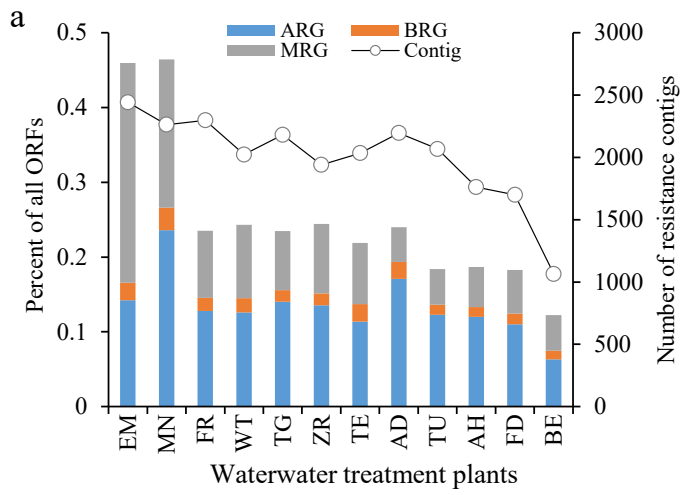 a
ARG BRG
MRG Contig
Percent of all ORFs
0.5
0.4
0.3
0.2
0.1
0
3000
2500
2000
1500
1000
500
0
Number of resistance contigs
EM MN FR WT TG ZR TE AD TU AH FD BE
Waterwater treatment plants